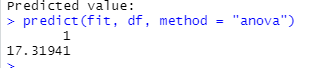 Predicted value:
> predict(fit, df, method = "anova")
       1
17.31941
>